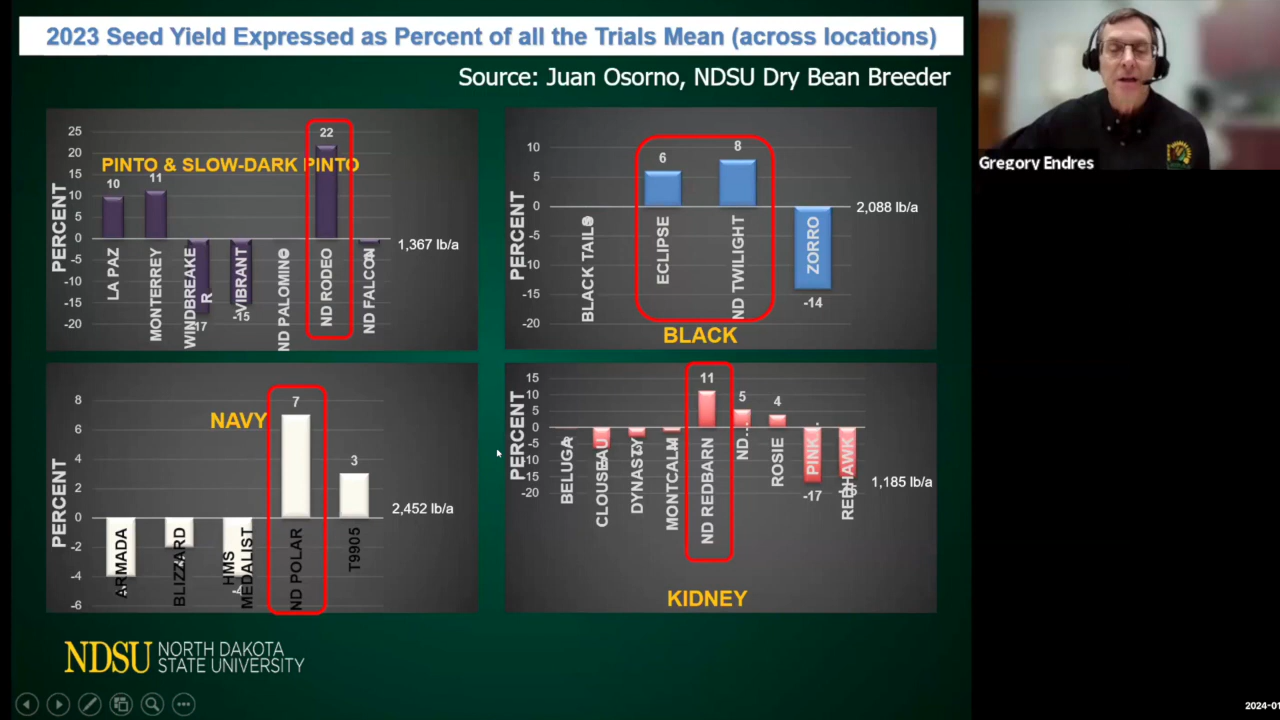 2023 Seed Yield Expressed as Percent of all the Trials Mean (across locations)
Source: Juan Osorno, NDSU Dry Bean Breeder
Gregory Endres
PINTO & SLOW-DARK PINTO
PERCENT
25
20
15
10
5
0
-5
-10
-15
-20
10
11
-17
-15
0
22
LA PAZ
MONTERREY
WINDBREAKE
R
VIBRANT
ND PALOMINO
ND RODEO
ND FALCON
1,367 lb/a
PERCENT
10
5
0
-5
-10
-15
-20
0
6
8
-14
BLACK TAILS
ECLIPSE
ND TWILIGHT
ZORRO
2,088 lb/a
BLACK
NAVY
PERCENT
8
6
4
2
0
-2
-4
-6
7
3
ARMADA
BLIZZARD
HMS
MEDALIST
ND POLAR
T9905
2,452 lb/a
PERCENT
15
10
5
0
-5
-10
-15
-20
11
5
4
-17
BELUGA
CLOUSEAU
DYNASTY
MONTCALM
ND REDBARN
ND...
ROSIE
PINK...
REDHAWK
1,185 lb/a
KIDNEY
NDSU
NORTH DAKOTA
STATE UNIVERSITY
2024-01